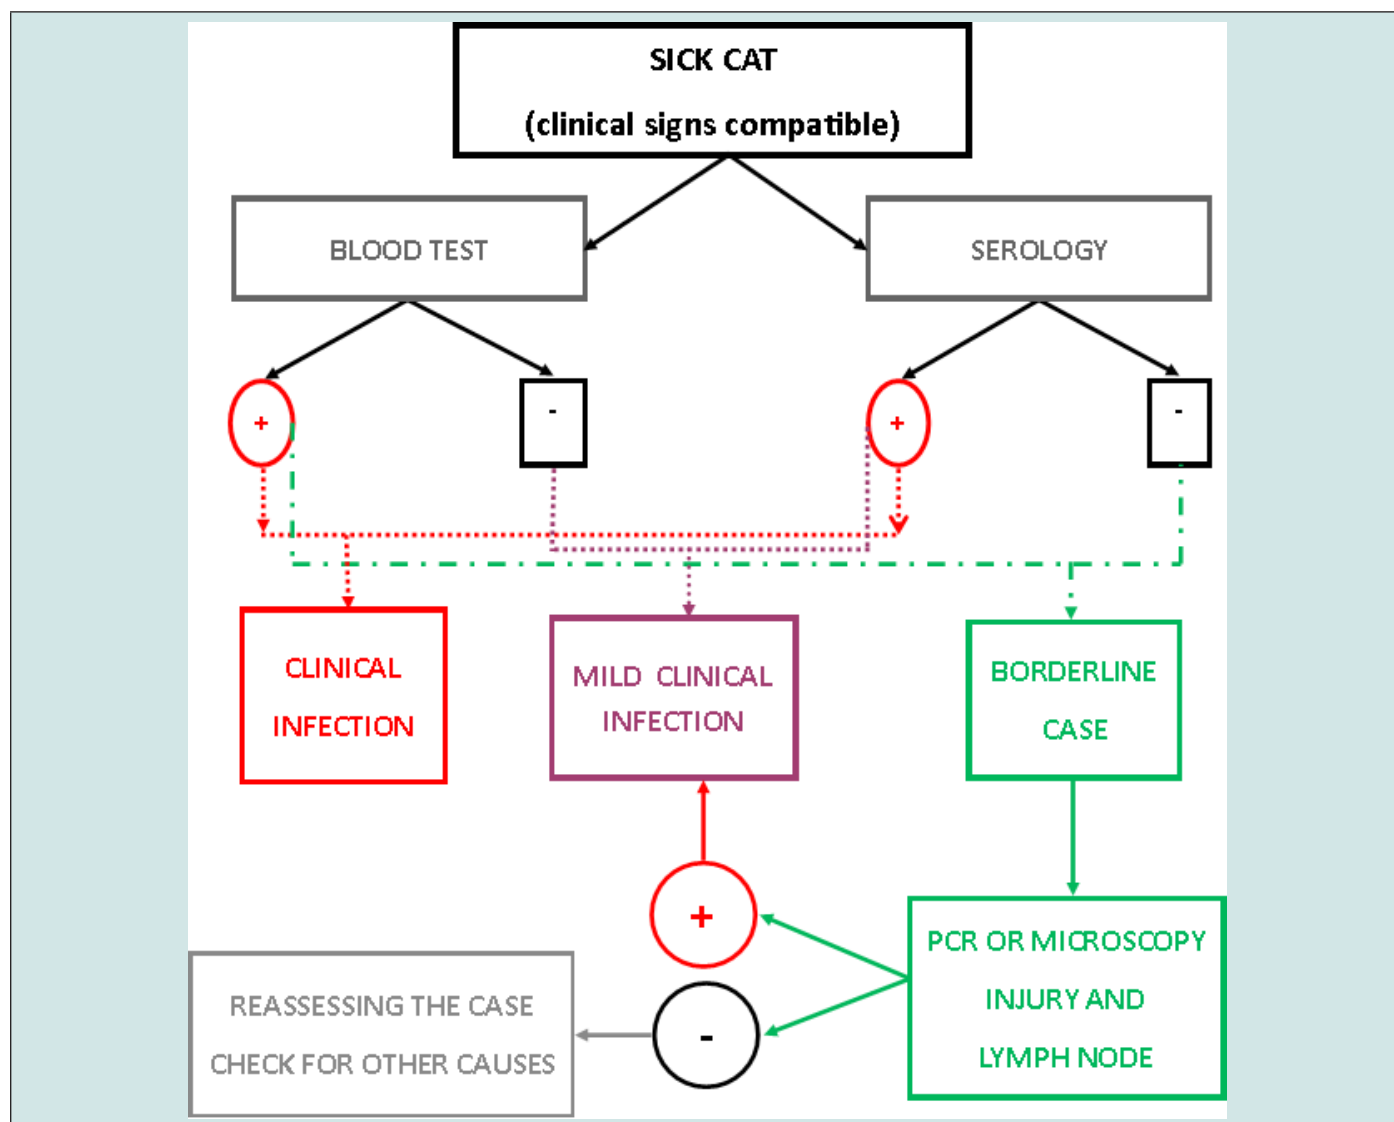 SICK CAT
(clinical signs compatible)
BLOOD TEST
SEROLOGY
+
-
+
-
CLINICAL
INFECTION
MILD CLINICAL
INFECTION
BORDERLINE
CASE
+
-
PCR OR MICROSCOPY
INJURY AND
LYMPH NODE
REASSESSING THE CASE
CHECK FOR OTHER CAUSES